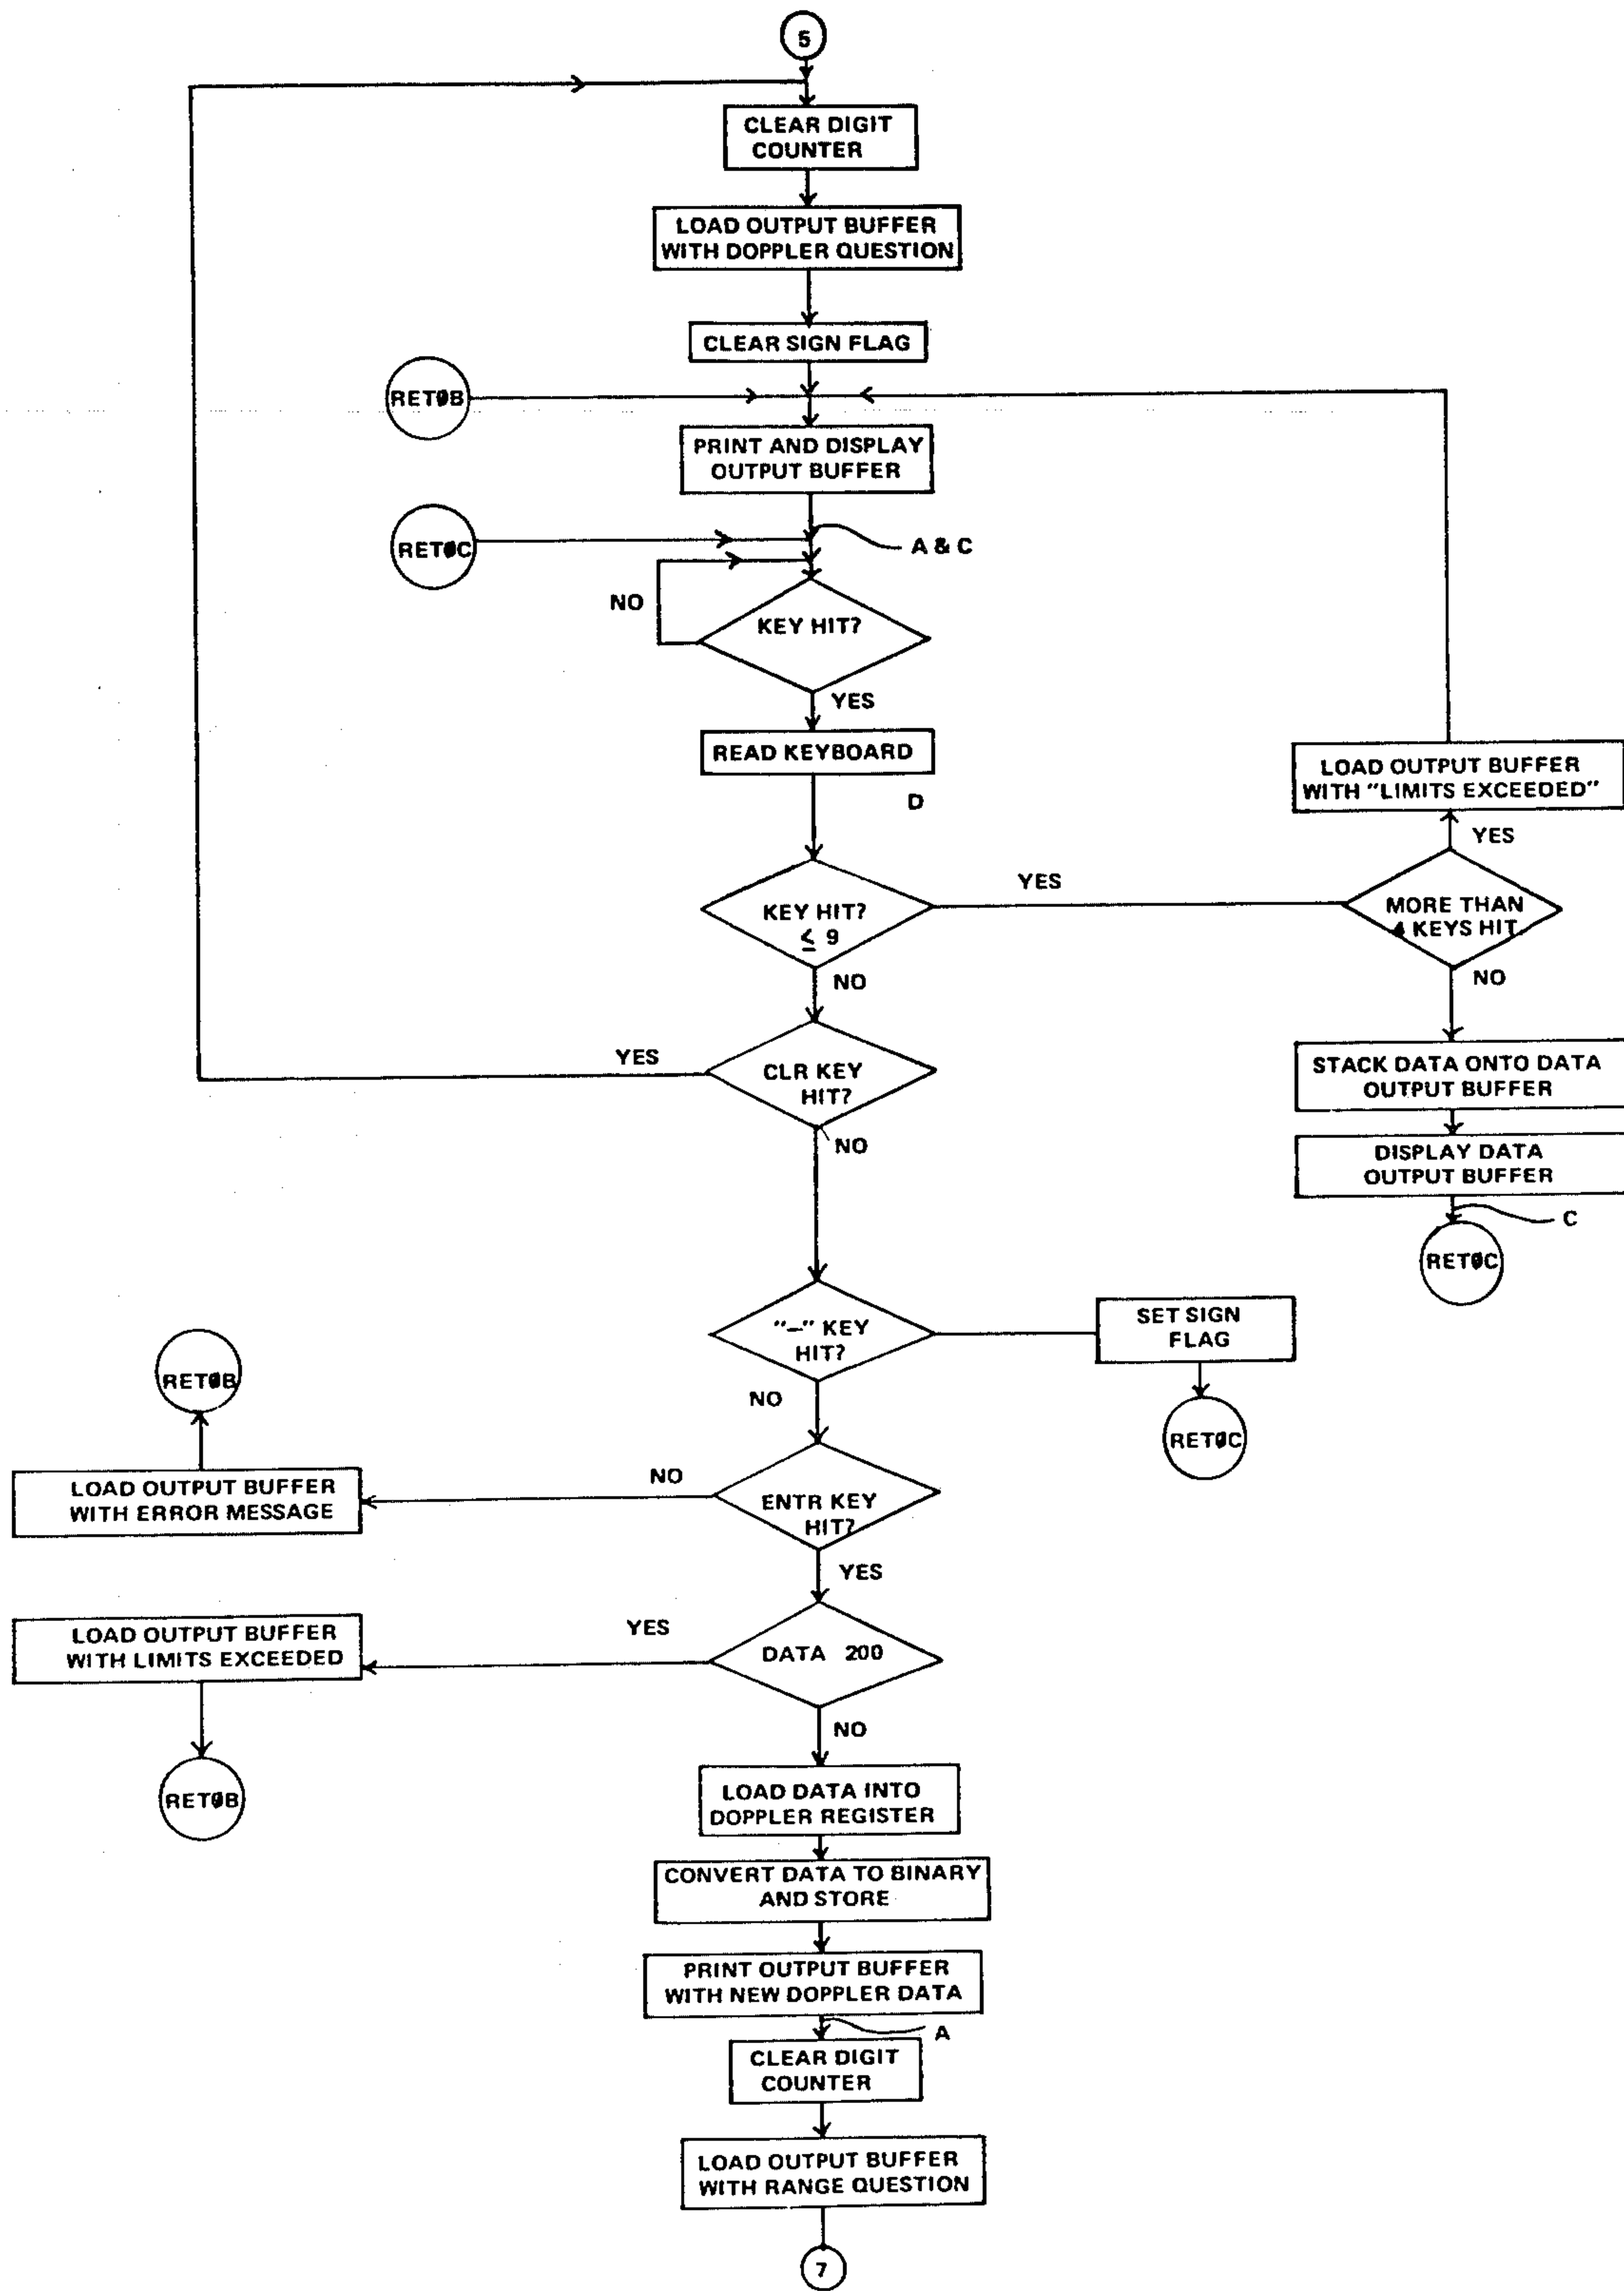 5
CLEAR DIGIT
COUNTER
LOAD OUTPUT BUFFER
WITH DOPPLER QUESTION
CLEAR SIGN FLAG
RETØB
PRINT AND DISPLAY
OUTPUT BUFFER
RETØC
A & C
NO
KEY HIT?
YES
READ KEYBOARD
D
LOAD OUTPUT BUFFER
WITH "LIMITS EXCEEDED"
YES
KEY HIT?
≤ 9
YES
MORE THAN
4 KEYS HIT
NO
NO
STACK DATA ONTO DATA
OUTPUT BUFFER
DISPLAY DATA
OUTPUT BUFFER
C
RETØC
YES
CLR KEY
HIT?
NO
"–" KEY
HIT?
SET SIGN
FLAG
RETØC
NO
RETØB
LOAD OUTPUT BUFFER
WITH ERROR MESSAGE
NO
ENTR KEY
HIT?
YES
LOAD OUTPUT BUFFER
WITH LIMITS EXCEEDED
YES
DATA 200
RETØB
NO
LOAD DATA INTO
DOPPLER REGISTER
CONVERT DATA TO BINARY
AND STORE
PRINT OUTPUT BUFFER
WITH NEW DOPPLER DATA
A
CLEAR DIGIT
COUNTER
LOAD OUTPUT BUFFER
WITH RANGE QUESTION
7